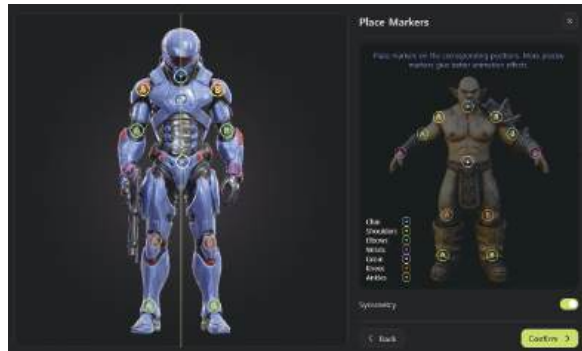 Place Markers
Place markers on the corresponding positions. More precise
markers give better animation effects.
Chin
Shoulders
Elbows
Wrists
Groin
Knees
Ankles
Symmetry
Back
Confirm